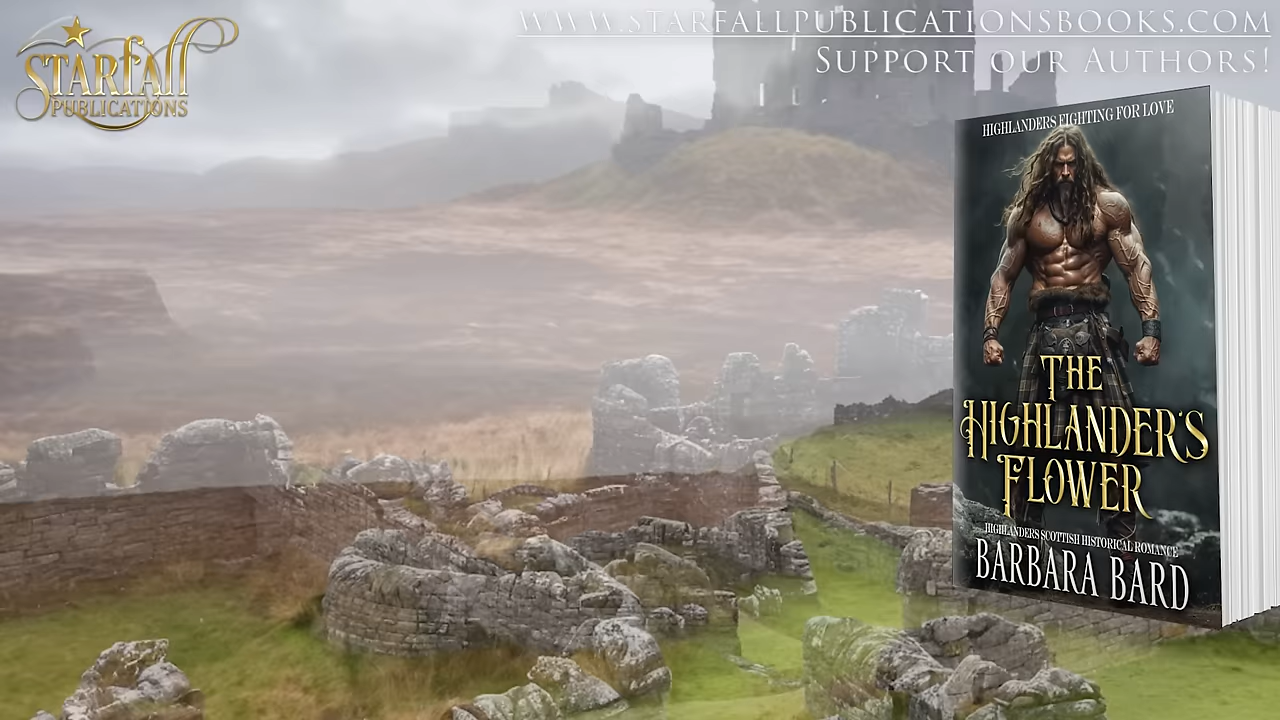 STARfall
PUBLICATIONS
WWW.STARFALLPUBLICATIONSBOOKS.COM
SUPPORT OUR AUTHORS!
HIGHLANDERS FIGHTING FOR LOVE
THE
HIGHLANDER'S
FLOWER
HIGHLANDERS SCOTTISH HISTORICAL ROMANCE
BARBARA BARD